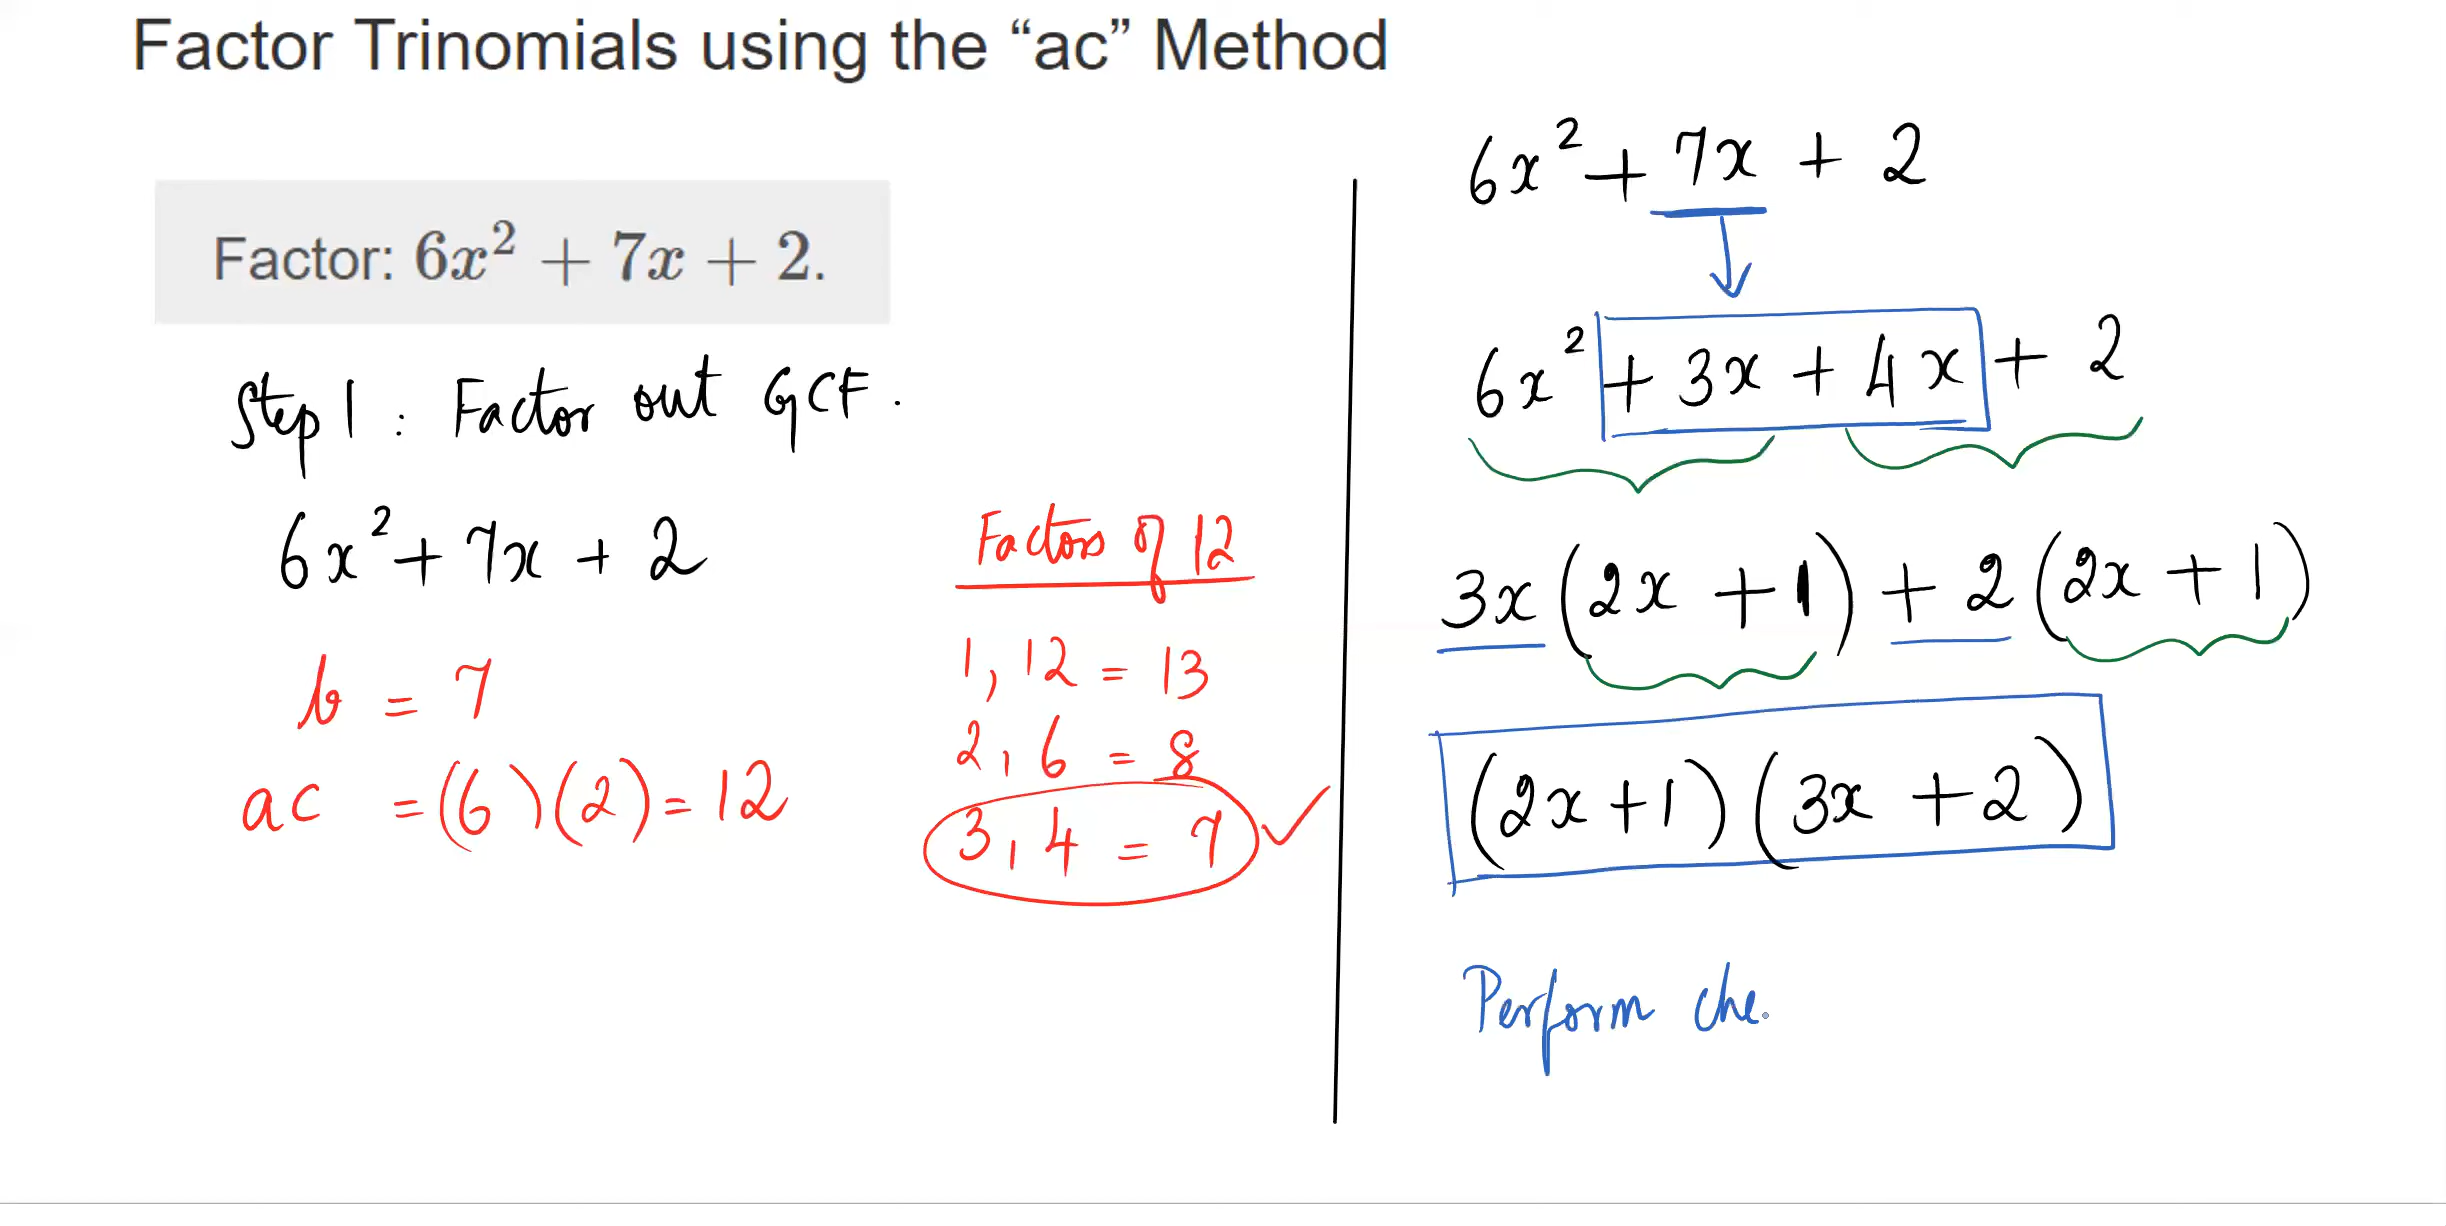 Factor Trinomials using the “ac” Method
Factor: 6x² + 7x + 2.
Step 1 : Factor out GCF.
6x² + 7x + 2
b = 7
ac = (6)(2) = 12
Factors of 12
1, 12 = 13
2, 6 = 8
3, 4 = 7 ✓
6x² + 7x + 2
6x² + 3x + 4x + 2
3x(2x + 1) + 2(2x + 1)
(2x+1)(3x+2)
Perform che